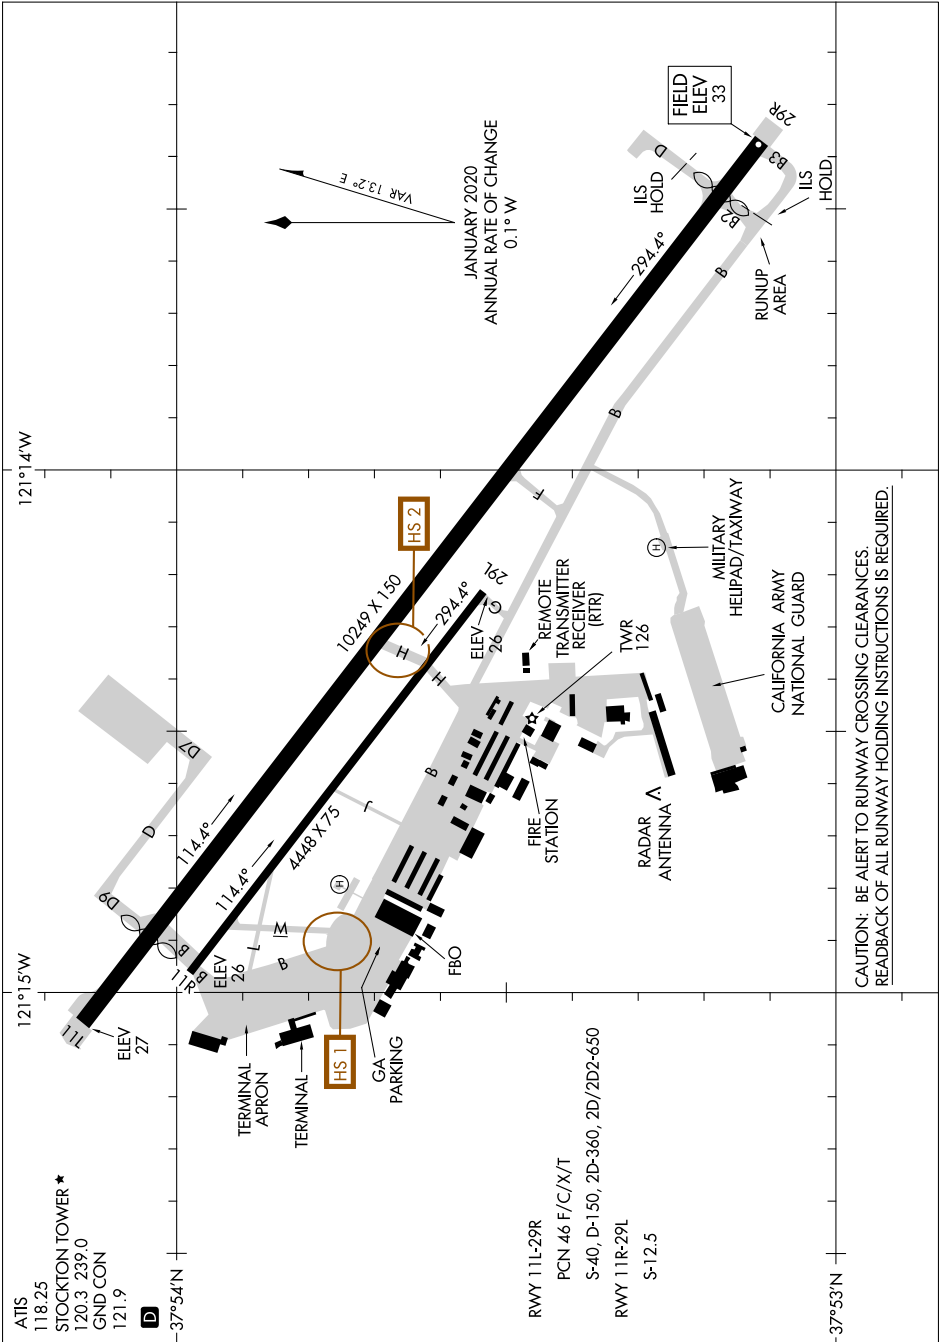 ATIS
118.25
STOCKTON TOWER ★
120.3 239.0
GND CON
121.9
D
37°54'N
37°53'N
121°15'W
121°14'W
JANUARY 2020
ANNUAL RATE OF CHANGE
0.1° W
VAR 13.2° E
FIELD
ELEV
33
29R
B3
D
ILS
HOLD
ILS
HOLD
B2
B
RUNUP
AREA
294.4°
B
F
HS 2
10249 X 150
H
H
294.4°
29L
G
ELEV
26
REMOTE
TRANSMITTER
RECEIVER
(RTR)
TWR
126
H
MILITARY
HELIPAD/TAXIWAY
CALIFORNIA ARMY
NATIONAL GUARD
D7
D
D9
114.4°
114.4°
4448 X 75
J
B
FIRE
STATION
RADAR
ANTENNA
H
M
L
B
B
B
11R
ELEV
26
11L
ELEV
27
FBO
HS 1
GA
PARKING
TERMINAL
APRON
TERMINAL
RWY 11L-29R
PCN 46 F/C/X/T
S-40, D-150, 2D-360, 2D/2D2-650
RWY 11R-29L
S-12.5
CAUTION: BE ALERT TO RUNWAY CROSSING CLEARANCES.
READBACK OF ALL RUNWAY HOLDING INSTRUCTIONS IS REQUIRED.